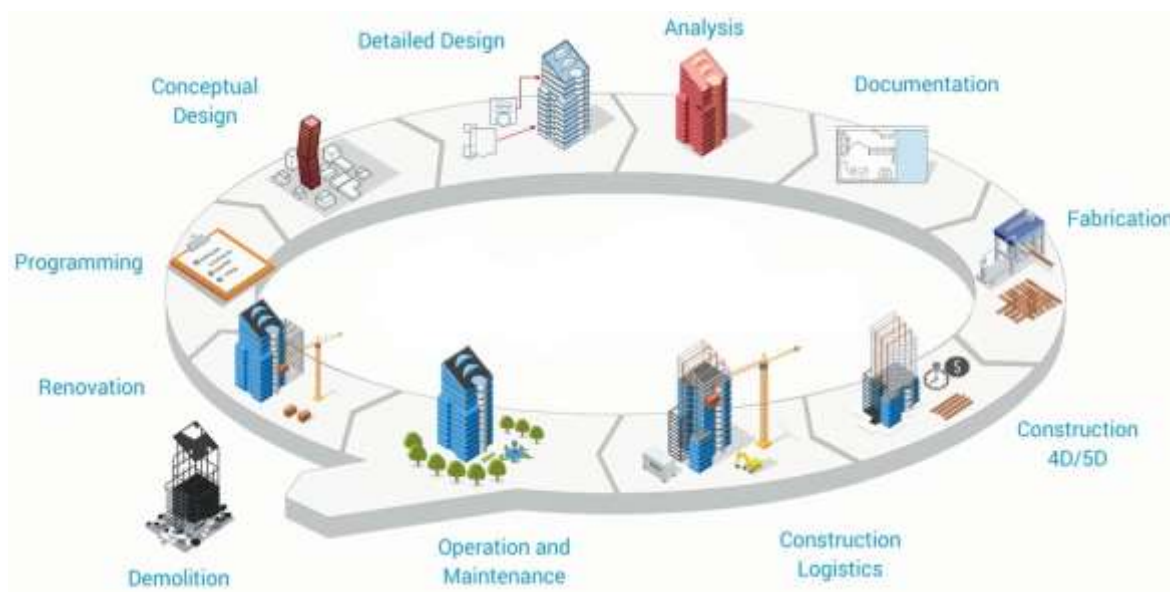 Detailed Design
Analysis
Conceptual
Design
Documentation
Programming
Fabrication
Renovation
Construction
4D/5D
Operation and
Maintenance
Construction
Logistics
Demolition